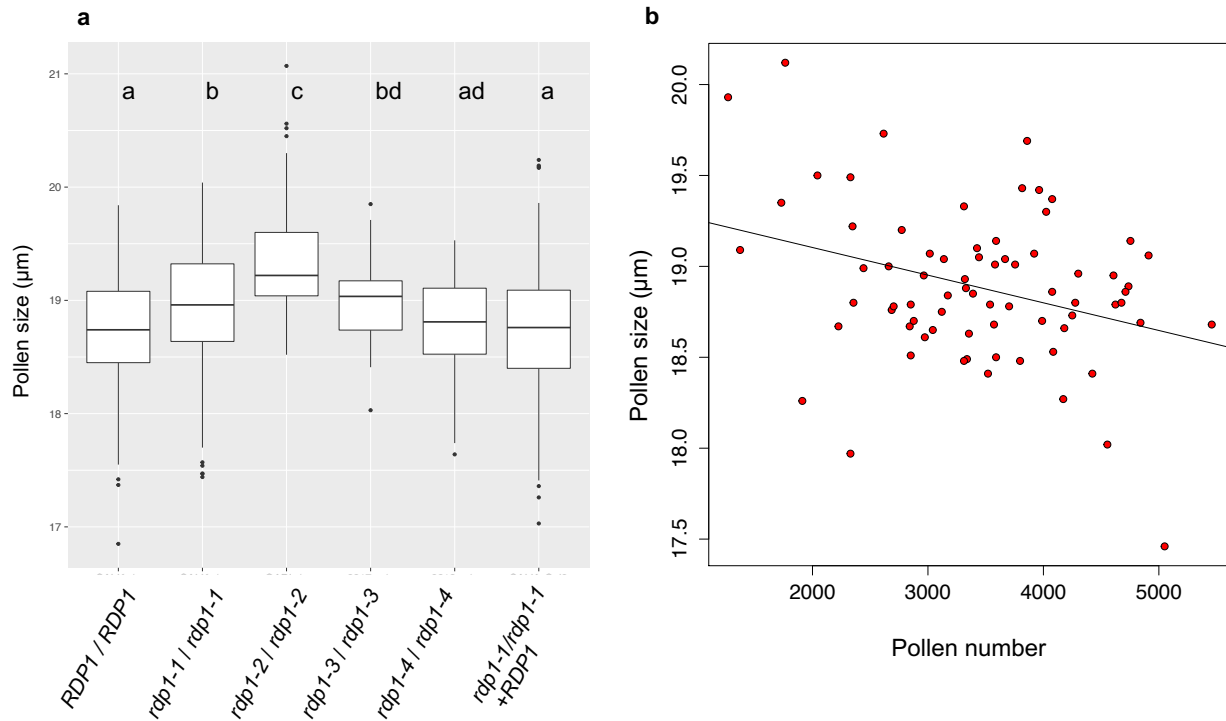 a
b
21
20
19
18
17
Pollen size (µm)
a b c bd ad a
RDP1 / RDP1
rdp1-1 / rdp1-1
rdp1-2 / rdp1-2
rdp1-3 / rdp1-3
rdp1-4 / rdp1-4
rdp1-1/rdp1-1
+RDP1
20.0
19.5
19.0
18.5
18.0
17.5
Pollen size (µm)
2000 3000 4000 5000
Pollen number